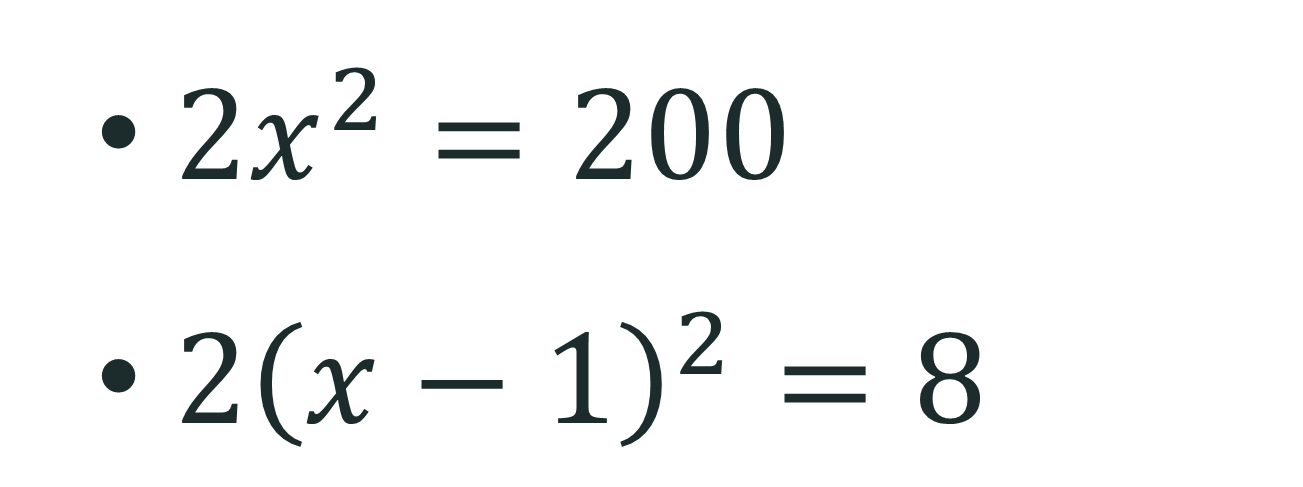 • 2x² = 200
• 2(x − 1)² = 8